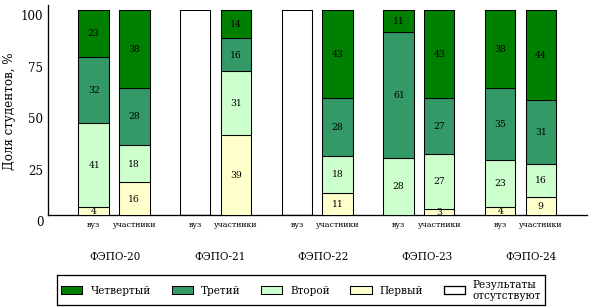 100
75
50
25
0
Доля студентов, %
23 38 14 43 11 43 38 44
32 28 16 28 61 27 35 31
41 18 31 18 28 27 23 16
4 16 39 11 3 4 9
вуз участники вуз участники вуз участники вуз участники вуз участники
ФЭПО-20 ФЭПО-21 ФЭПО-22 ФЭПО-23 ФЭПО-24
Четвертый Третий Второй Первый Результаты
отсутствуют